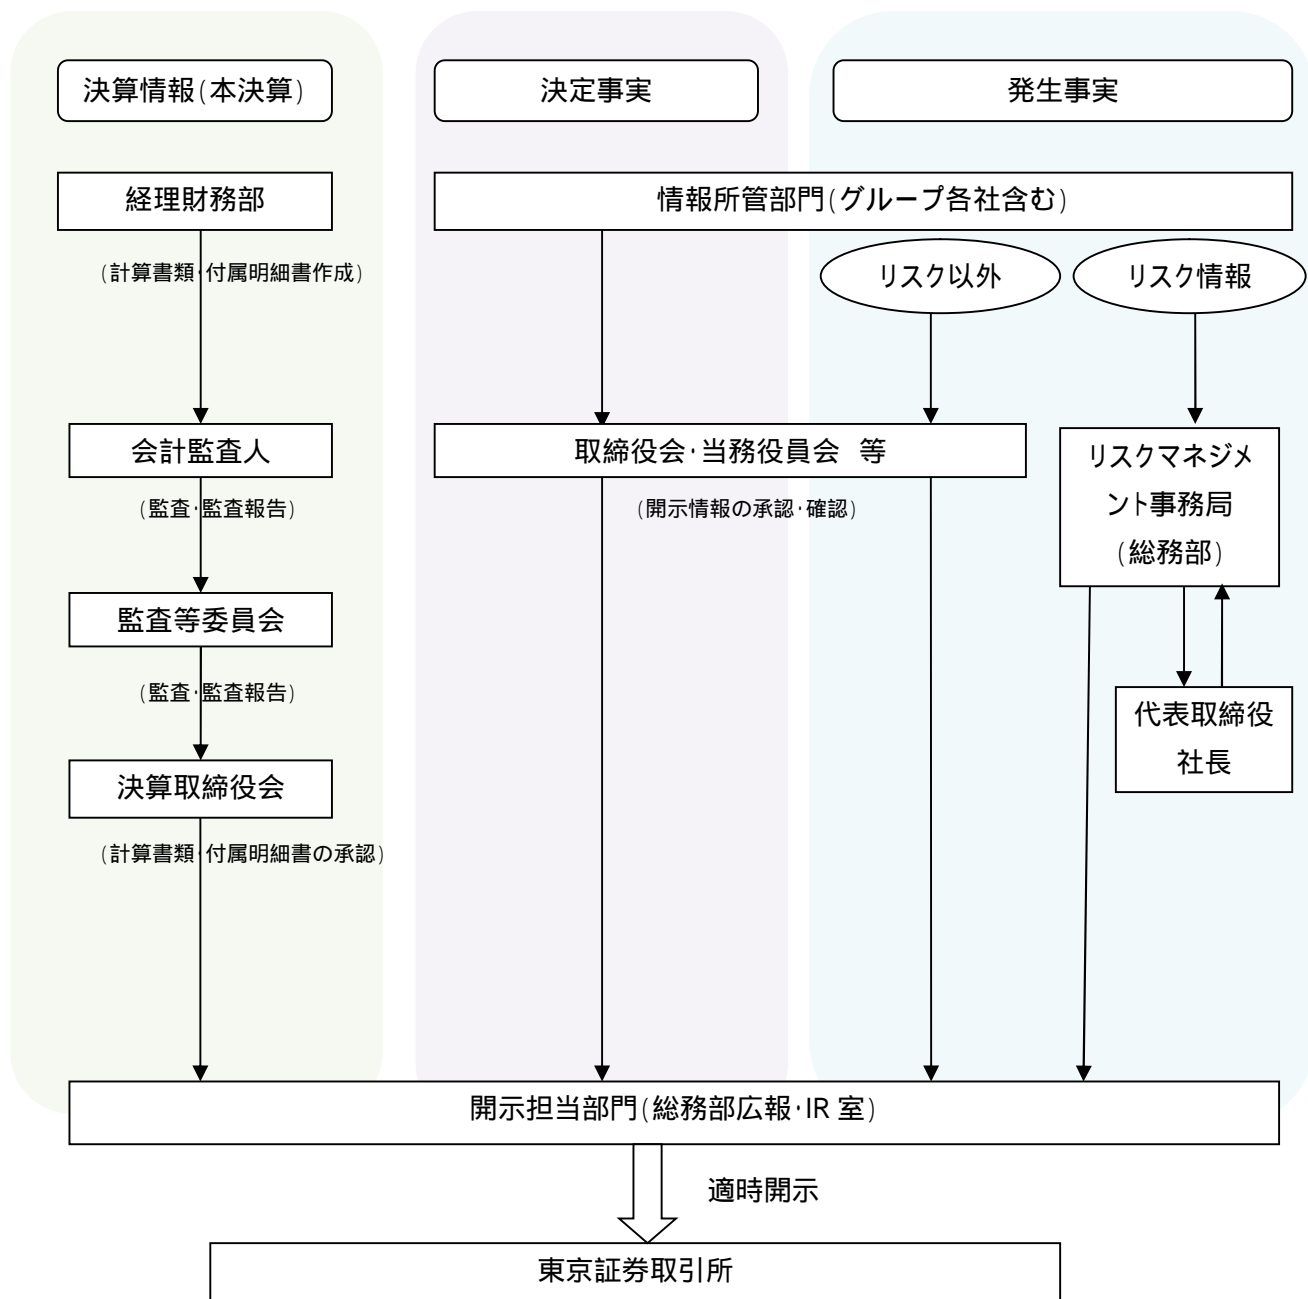 決算情報(本決算)
決定事実
発生事実
経理財務部
情報所管部門(グループ各社含む)
(計算書類・付属明細書作成)
リスク以外
リスク情報
会計監査人
取締役会・当務役員会 等
リスクマネジメ
ント事務局
(総務部)
(監査・監査報告)
(開示情報の承認・確認)
監査等委員会
(監査・監査報告)
代表取締役
社長
決算取締役会
(計算書類・付属明細書の承認)
開示担当部門(総務部広報・IR 室)
適時開示
東京証券取引所